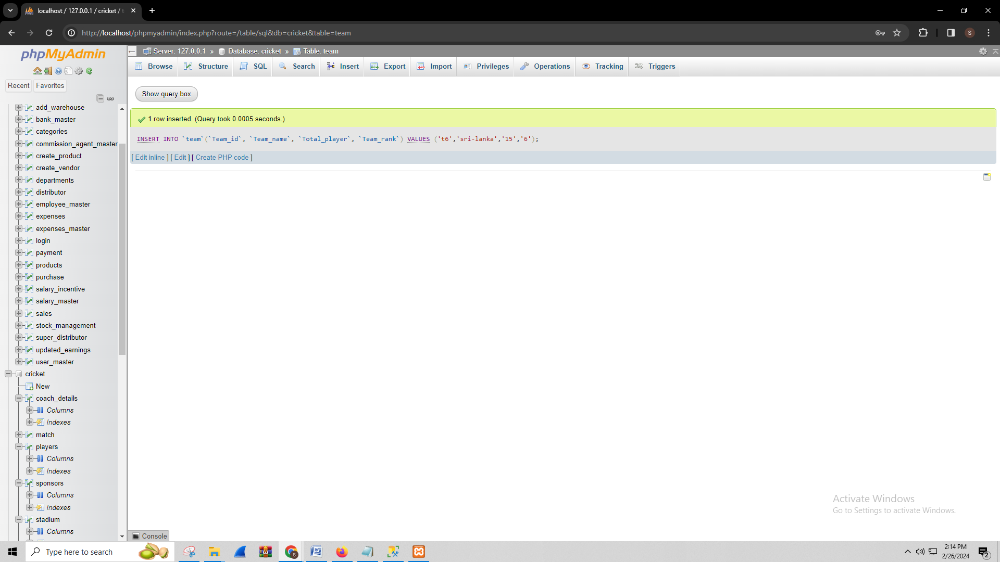 localhost / 127.0.0.1 / cricket / t
http://localhost/phpmyadmin/index.php?route=/table/sql&db=cricket&table=team
S
phpMyAdmin
Recent
Favorites
add_warehouse
bank_master
categories
commission_agent_master
create_product
create_vendor
departments
distributor
employee_master
expenses
expenses_master
login
payment
products
purchase
salary_incentive
salary_master
sales
stock_management
super_distributor
updated_earnings
user_master
cricket
New
coach_details
Columns
Indexes
match
players
Columns
Indexes
sponsors
Columns
Indexes
stadium
Columns
Server: 127.0.0.1 » Database: cricket » Table: team
Browse Structure SQL Search Insert Export Import Privileges Operations Tracking Triggers
Show query box
1 row inserted. (Query took 0.0005 seconds.)
INSERT INTO `team`(`Team_id`, `Team_name`, `Total_player`, `Team_rank`) VALUES ('t6','sri-lanka','15','6');
[ Edit inline ] [ Edit ] [ Create PHP code ]
Activate Windows
Go to Settings to activate Windows.
Console
Type here to search
2:14 PM
2/26/2024
2